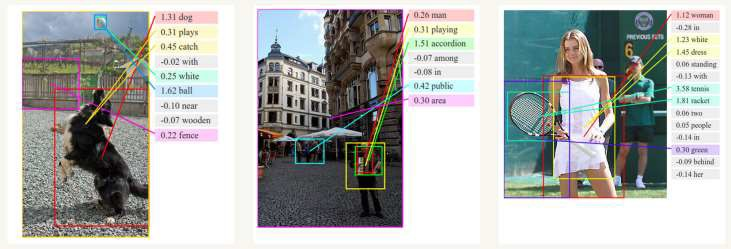 1.31 dog
0.31 plays
0.45 catch
-0.02 with
0.25 white
1.62 ball
-0.10 near
-0.07 wooden
0.22 fence
0.26 man
0.31 playing
1.51 accordion
-0.07 among
-0.08 in
0.42 public
0.30 area
1.12 woman
-0.28 in
1.23 white
1.45 dress
0.06 standing
-0.13 with
3.58 tennis
1.81 racket
0.06 two
0.05 people
-0.14 in
0.30 green
-0.09 behind
-0.14 her
PREVIOUS SETS
6